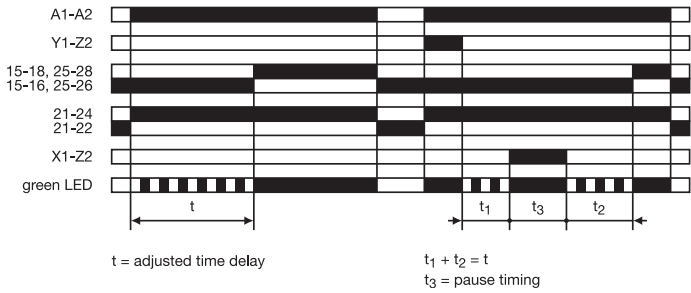 A1-A2
Y1-Z2
15-18, 25-28
15-16, 25-26
21-24
21-22
X1-Z2
green LED
t t₁ t₃ t₂
t = adjusted time delay
t₁ + t₂ = t
t₃ = pause timing